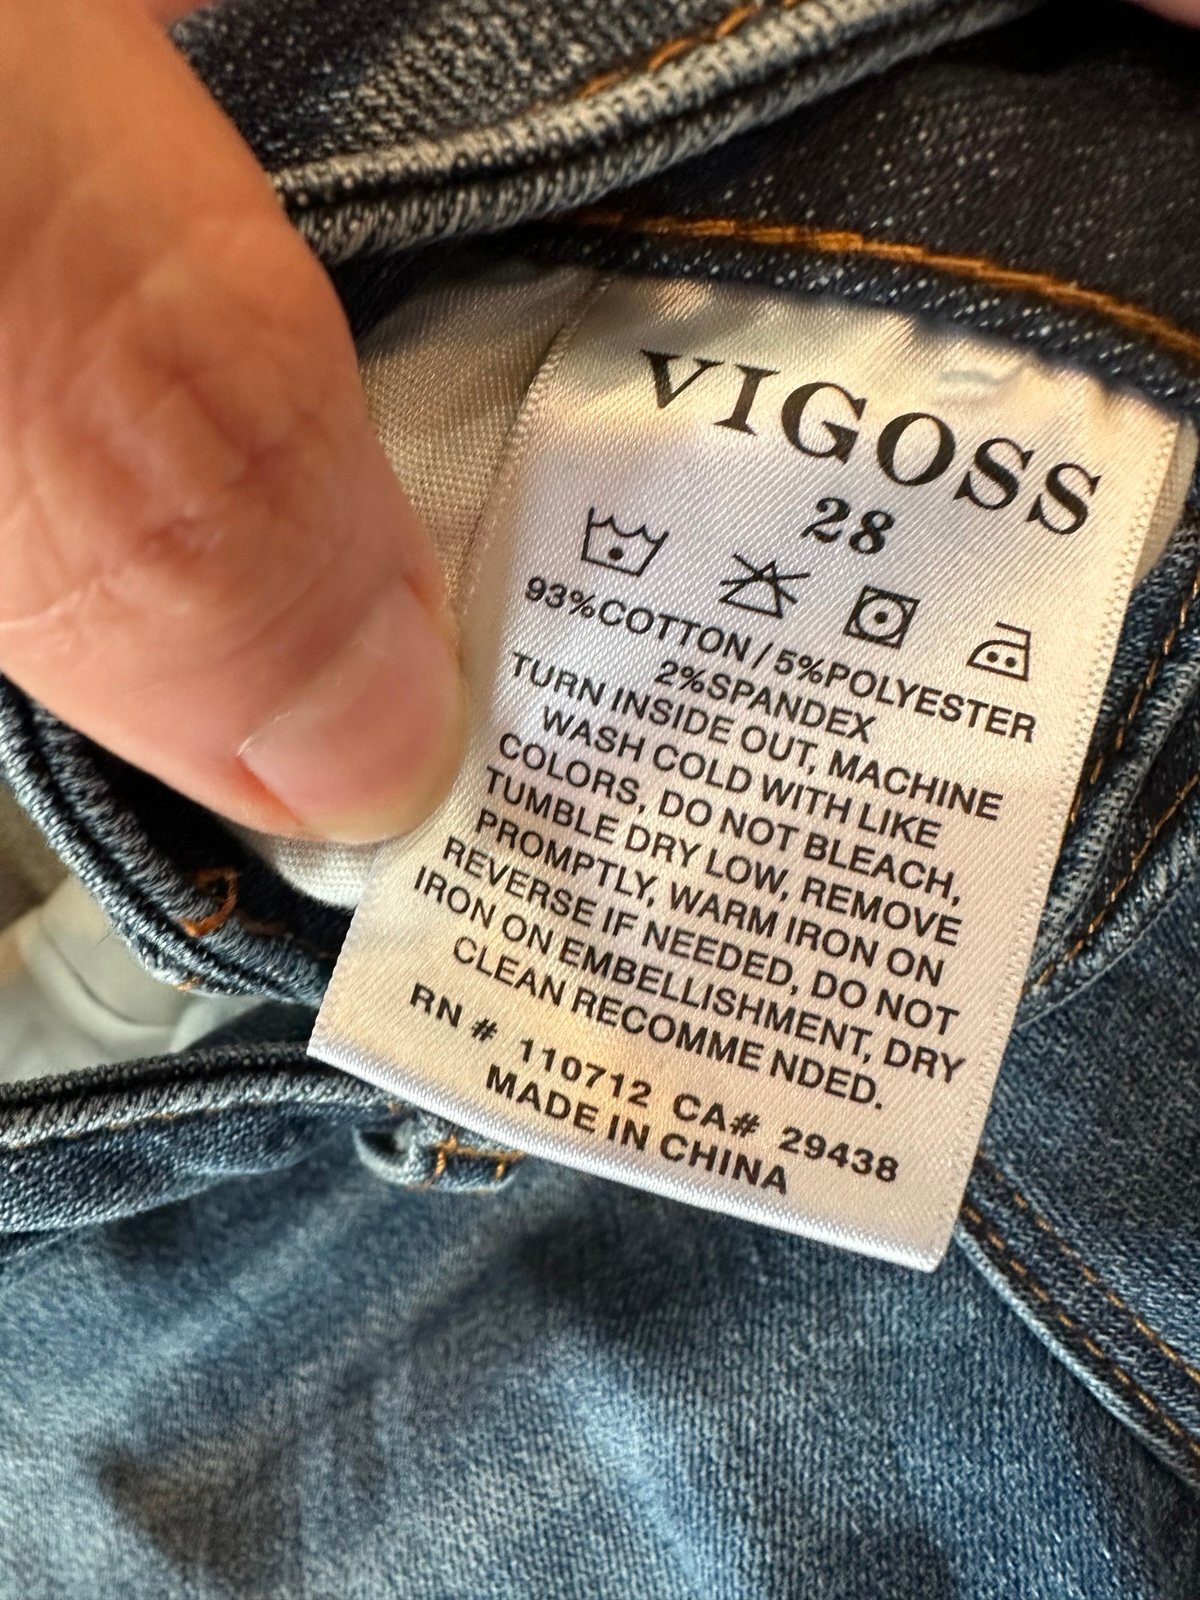 VIGOSS
28
93%COTTON / 5%POLYESTER
2%SPANDEX
TURN INSIDE OUT, MACHINE
WASH COLD WITH LIKE
COLORS, DO NOT BLEACH,
TUMBLE DRY LOW, REMOVE
PROMPTLY, WARM IRON ON
REVERSE IF NEEDED, DO NOT
IRON ON EMBELLISHMENT, DRY
CLEAN RECOMME NDED.
RN # 110712 CA# 29438
MADE IN CHINA